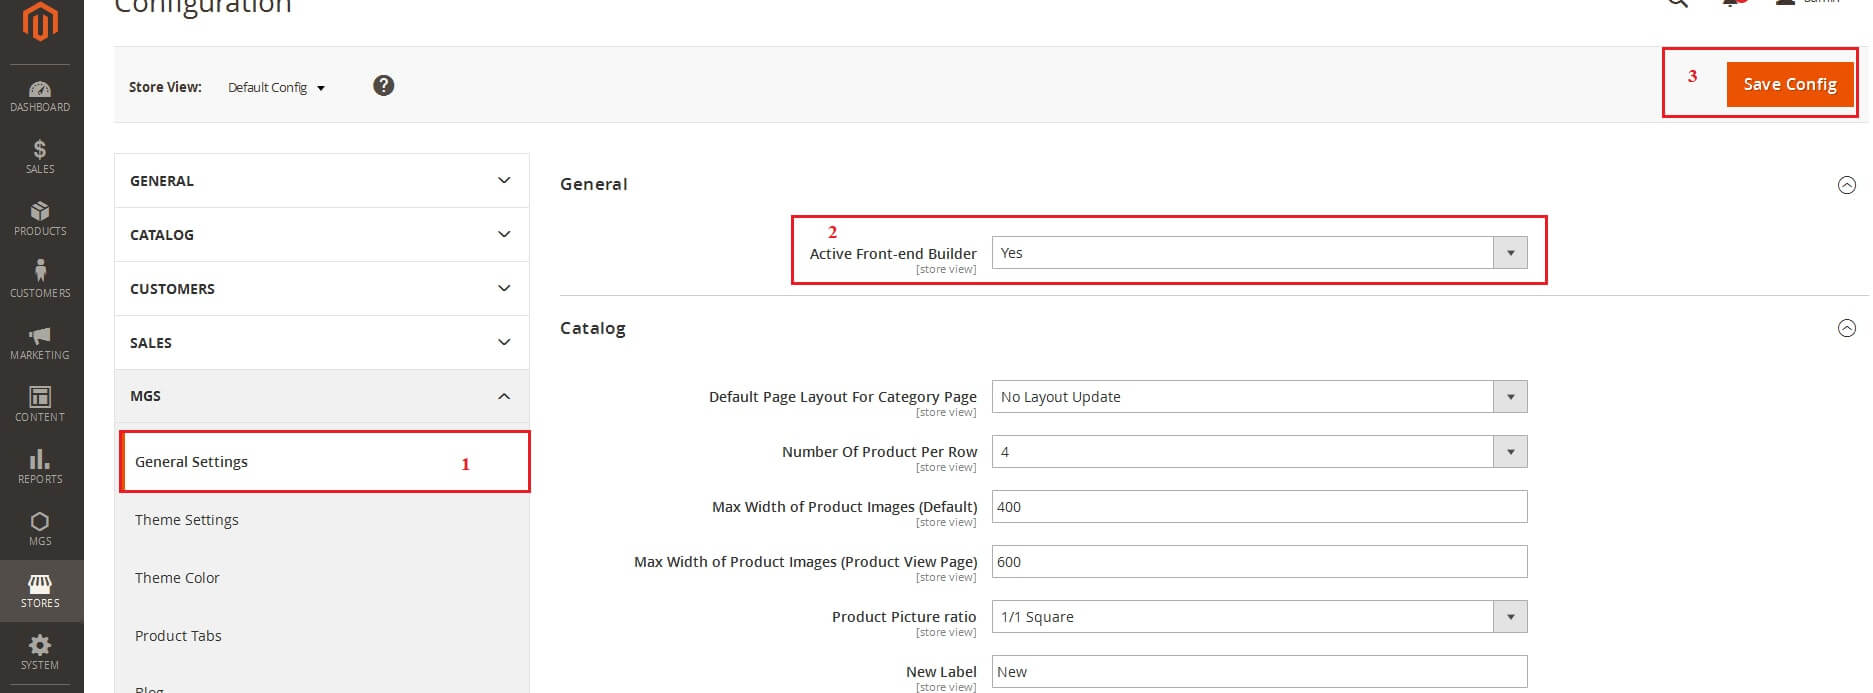 Configuration
admin
Store View: Default Config ?
3 Save Config
DASHBOARD
SALES
PRODUCTS
CUSTOMERS
MARKETING
CONTENT
REPORTS
MGS
STORES
SYSTEM
GENERAL
CATALOG
CUSTOMERS
SALES
MGS
General Settings 1
Theme Settings
Theme Color
Product Tabs
Blog
General
2
Active Front-end Builder Yes
[store view]
Catalog
Default Page Layout For Category Page No Layout Update
[store view]
Number Of Product Per Row 4
[store view]
Max Width of Product Images (Default) 400
[store view]
Max Width of Product Images (Product View Page) 600
[store view]
Product Picture ratio 1/1 Square
[store view]
New Label New
[store view]